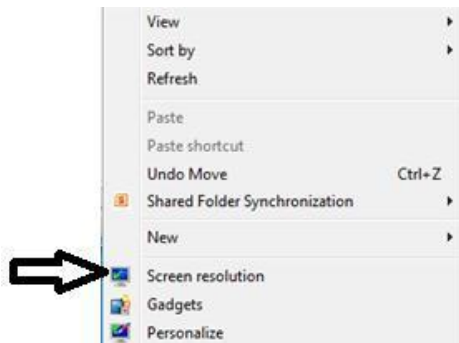 View
Sort by
Refresh
Paste
Paste shortcut
Undo Move Ctrl+Z
Shared Folder Synchronization
New
Screen resolution
Gadgets
Personalize